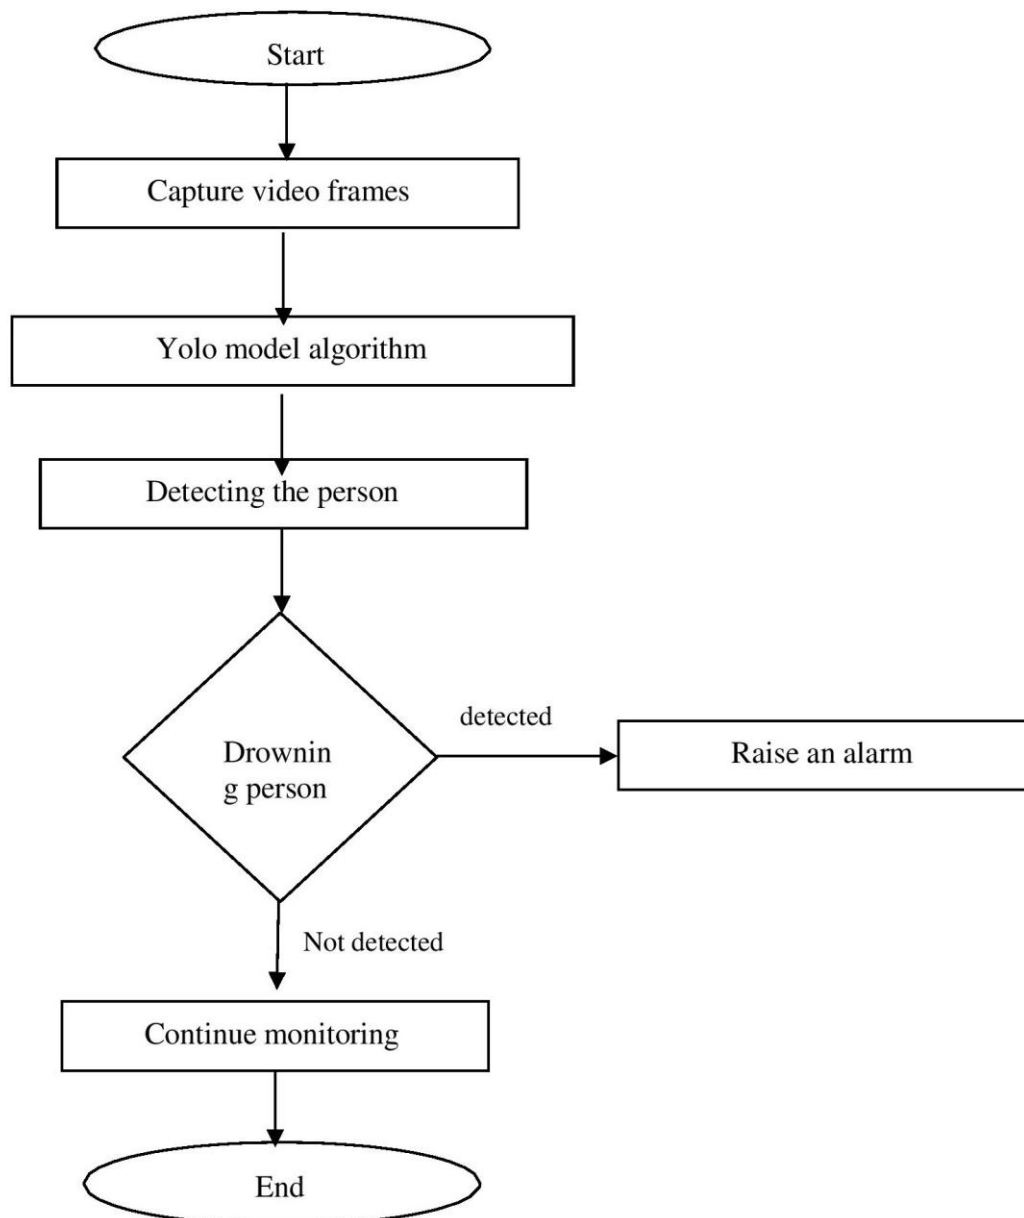 Start
Capture video frames
Yolo model algorithm
Detecting the person
detected
Drownin
g person
Raise an alarm
Not detected
Continue monitoring
End